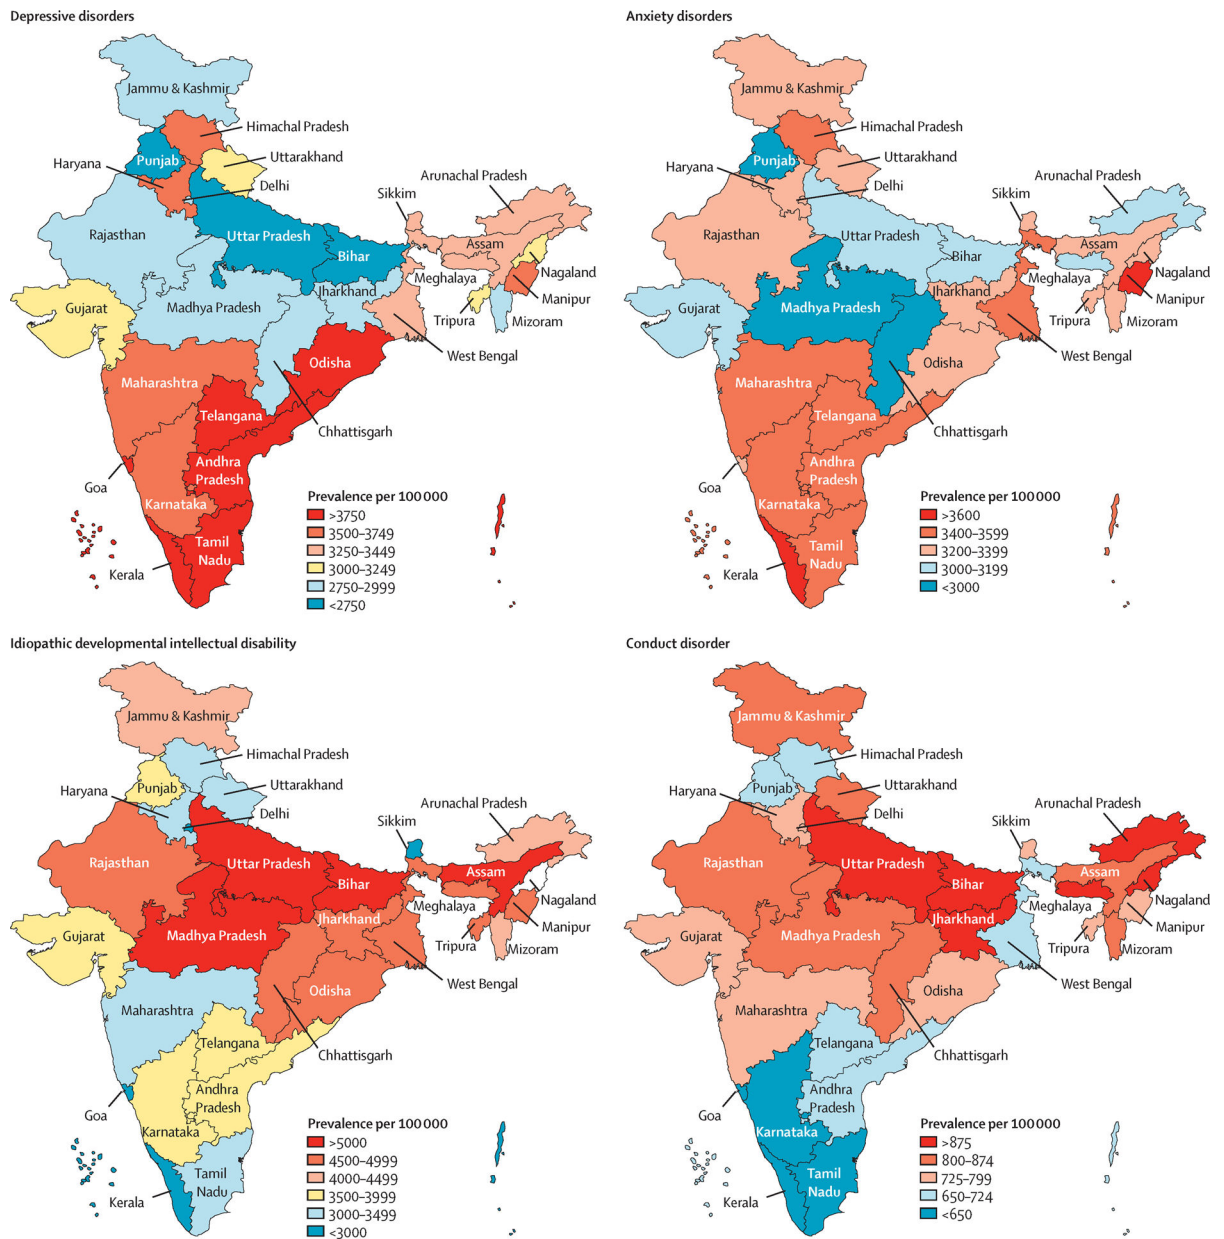 Depressive disorders
Jammu & Kashmir
Himachal Pradesh
Punjab
Uttarakhand
Haryana
Delhi
Arunachal Pradesh
Sikkim
Rajasthan
Uttar Pradesh
Assam
Bihar
Nagaland
Meghalaya
Jharkhand
Manipur
Gujarat
Madhya Pradesh
Tripura
Mizoram
West Bengal
Odisha
Maharashtra
Telangana
Chhattisgarh
Andhra
Pradesh
Goa
Karnataka
Tamil
Nadu
Kerala
Prevalence per 100 000
>3750
3500–3749
3250–3449
3000–3249
2750–2999
<2750
Anxiety disorders
Jammu & Kashmir
Himachal Pradesh
Punjab
Uttarakhand
Haryana
Delhi
Arunachal Pradesh
Sikkim
Rajasthan
Uttar Pradesh
Assam
Bihar
Nagaland
Meghalaya
Jharkhand
Manipur
Gujarat
Madhya Pradesh
Tripura
Mizoram
West Bengal
Odisha
Maharashtra
Telangana
Chhattisgarh
Andhra
Pradesh
Goa
Karnataka
Tamil
Nadu
Kerala
Prevalence per 100 000
>3600
3400–3599
3200–3399
3000–3199
<3000
Idiopathic developmental intellectual disability
Jammu & Kashmir
Himachal Pradesh
Punjab
Uttarakhand
Haryana
Delhi
Arunachal Pradesh
Sikkim
Rajasthan
Uttar Pradesh
Assam
Bihar
Nagaland
Meghalaya
Jharkhand
Manipur
Gujarat
Madhya Pradesh
Tripura
Mizoram
West Bengal
Odisha
Maharashtra
Telangana
Chhattisgarh
Andhra
Pradesh
Goa
Karnataka
Tamil
Nadu
Kerala
Prevalence per 100 000
>5000
4500–4999
4000–4499
3500–3999
3000–3499
<3000
Conduct disorder
Jammu & Kashmir
Himachal Pradesh
Punjab
Uttarakhand
Haryana
Delhi
Arunachal Pradesh
Sikkim
Rajasthan
Uttar Pradesh
Assam
Bihar
Nagaland
Meghalaya
Jharkhand
Manipur
Gujarat
Madhya Pradesh
Tripura
Mizoram
West Bengal
Odisha
Maharashtra
Telangana
Chhattisgarh
Andhra
Pradesh
Goa
Karnataka
Tamil
Nadu
Kerala
Prevalence per 100 000
>875
800–874
725–799
650–724
<650